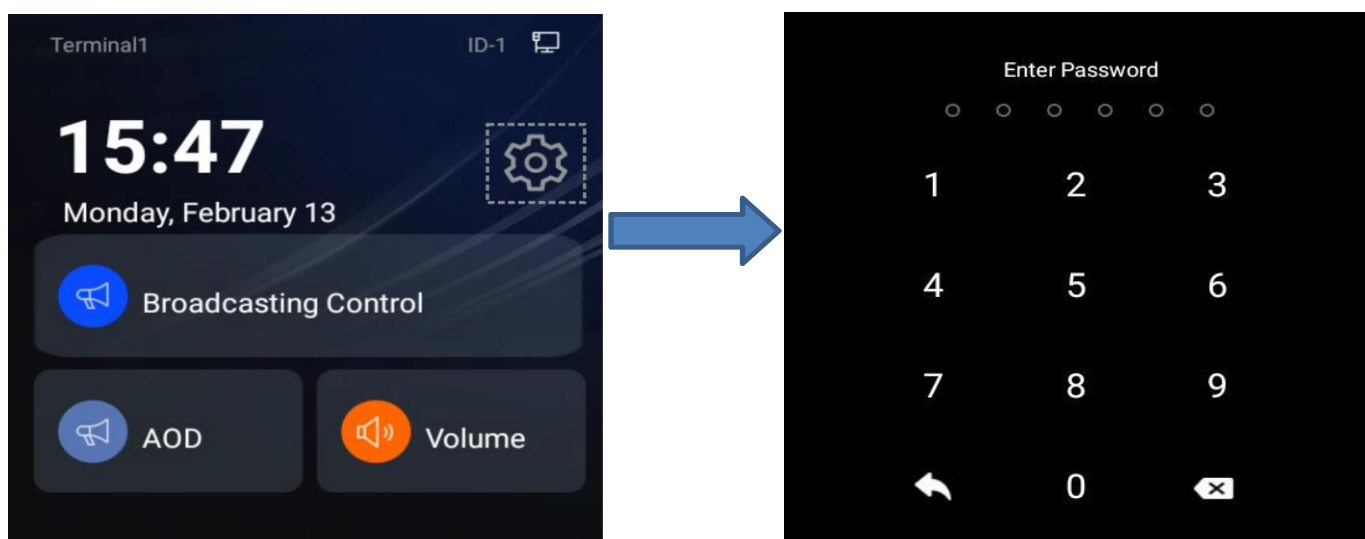 Terminal1 ID-1
15:47
Monday, February 13
Broadcasting Control
AOD Volume
Enter Password
1 2 3
4 5 6
7 8 9
0